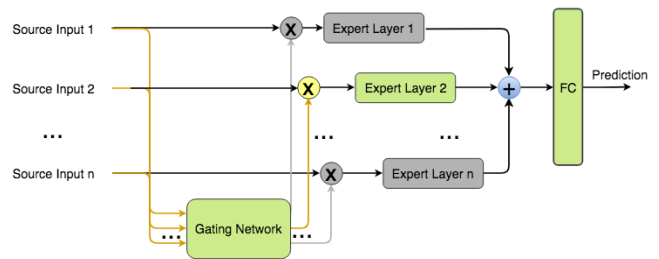 Source Input 1
X
Expert Layer 1
Source Input 2
X
Expert Layer 2
+
FC
Prediction
...
...
...
Source Input n
X
Expert Layer n
...
Gating Network
...